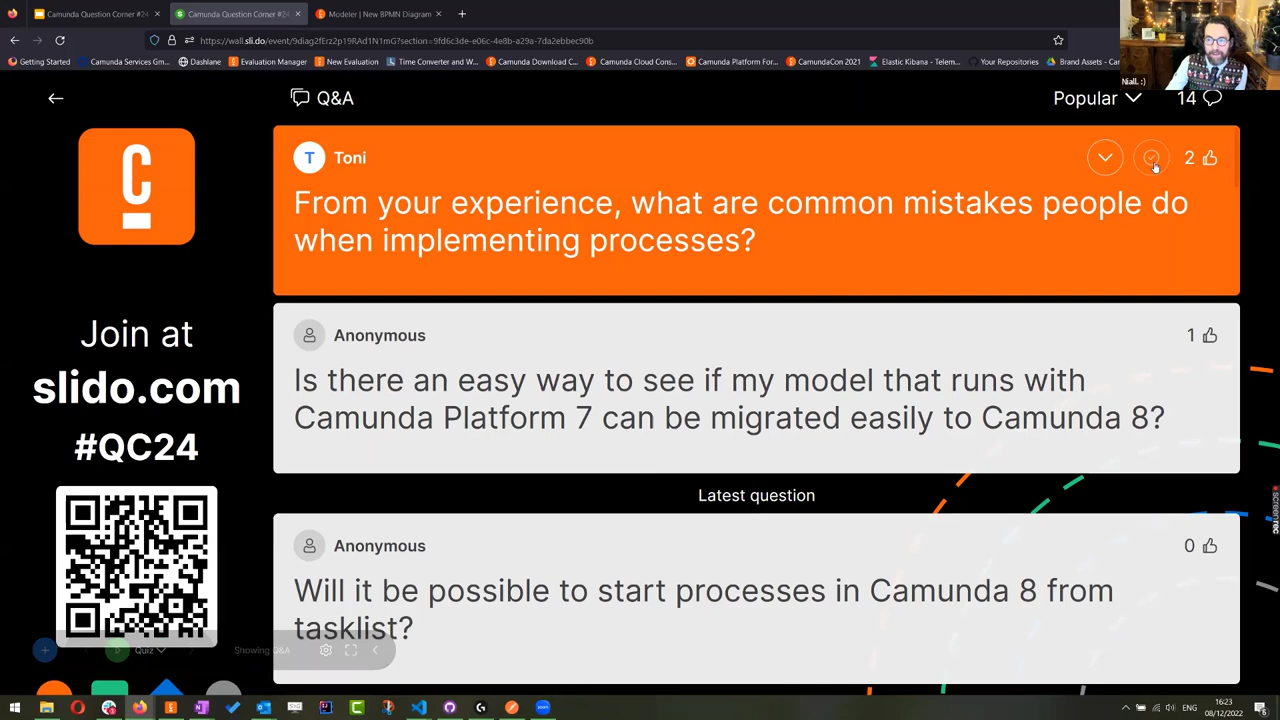 Camunda Question Corner #24
Camunda Question Corner #24
Modeler | New BPMN Diagram
https://wall.sli.do/event/9diag2fErz2p19RAd1N1mG?section=9fd6c3de-e06c-4e8b-a29a-7da2ebbec90b
Getting Started
Camunda Services Gm...
Dashlane
Evaluation Manager
New Evaluation
Time Converter and W...
Camunda Download C...
Camunda Cloud Cons...
Camunda Platform For...
CamundaCon 2021
Elastic Kibana - Telem...
Your Repositories
Brand Assets - Cam
Niall. :)
Q&A
Popular
14
C
Join at
slido.com
#QC24
T
Toni
2
From your experience, what are common mistakes people do
when implementing processes?
Anonymous
1
Is there an easy way to see if my model that runs with
Camunda Platform 7 can be migrated easily to Camunda 8?
Latest question
Anonymous
0
Will it be possible to start processes in Camunda 8 from
tasklist?
Quiz
Showing Q&A
screenrec
ENG
16:23
08/12/2022